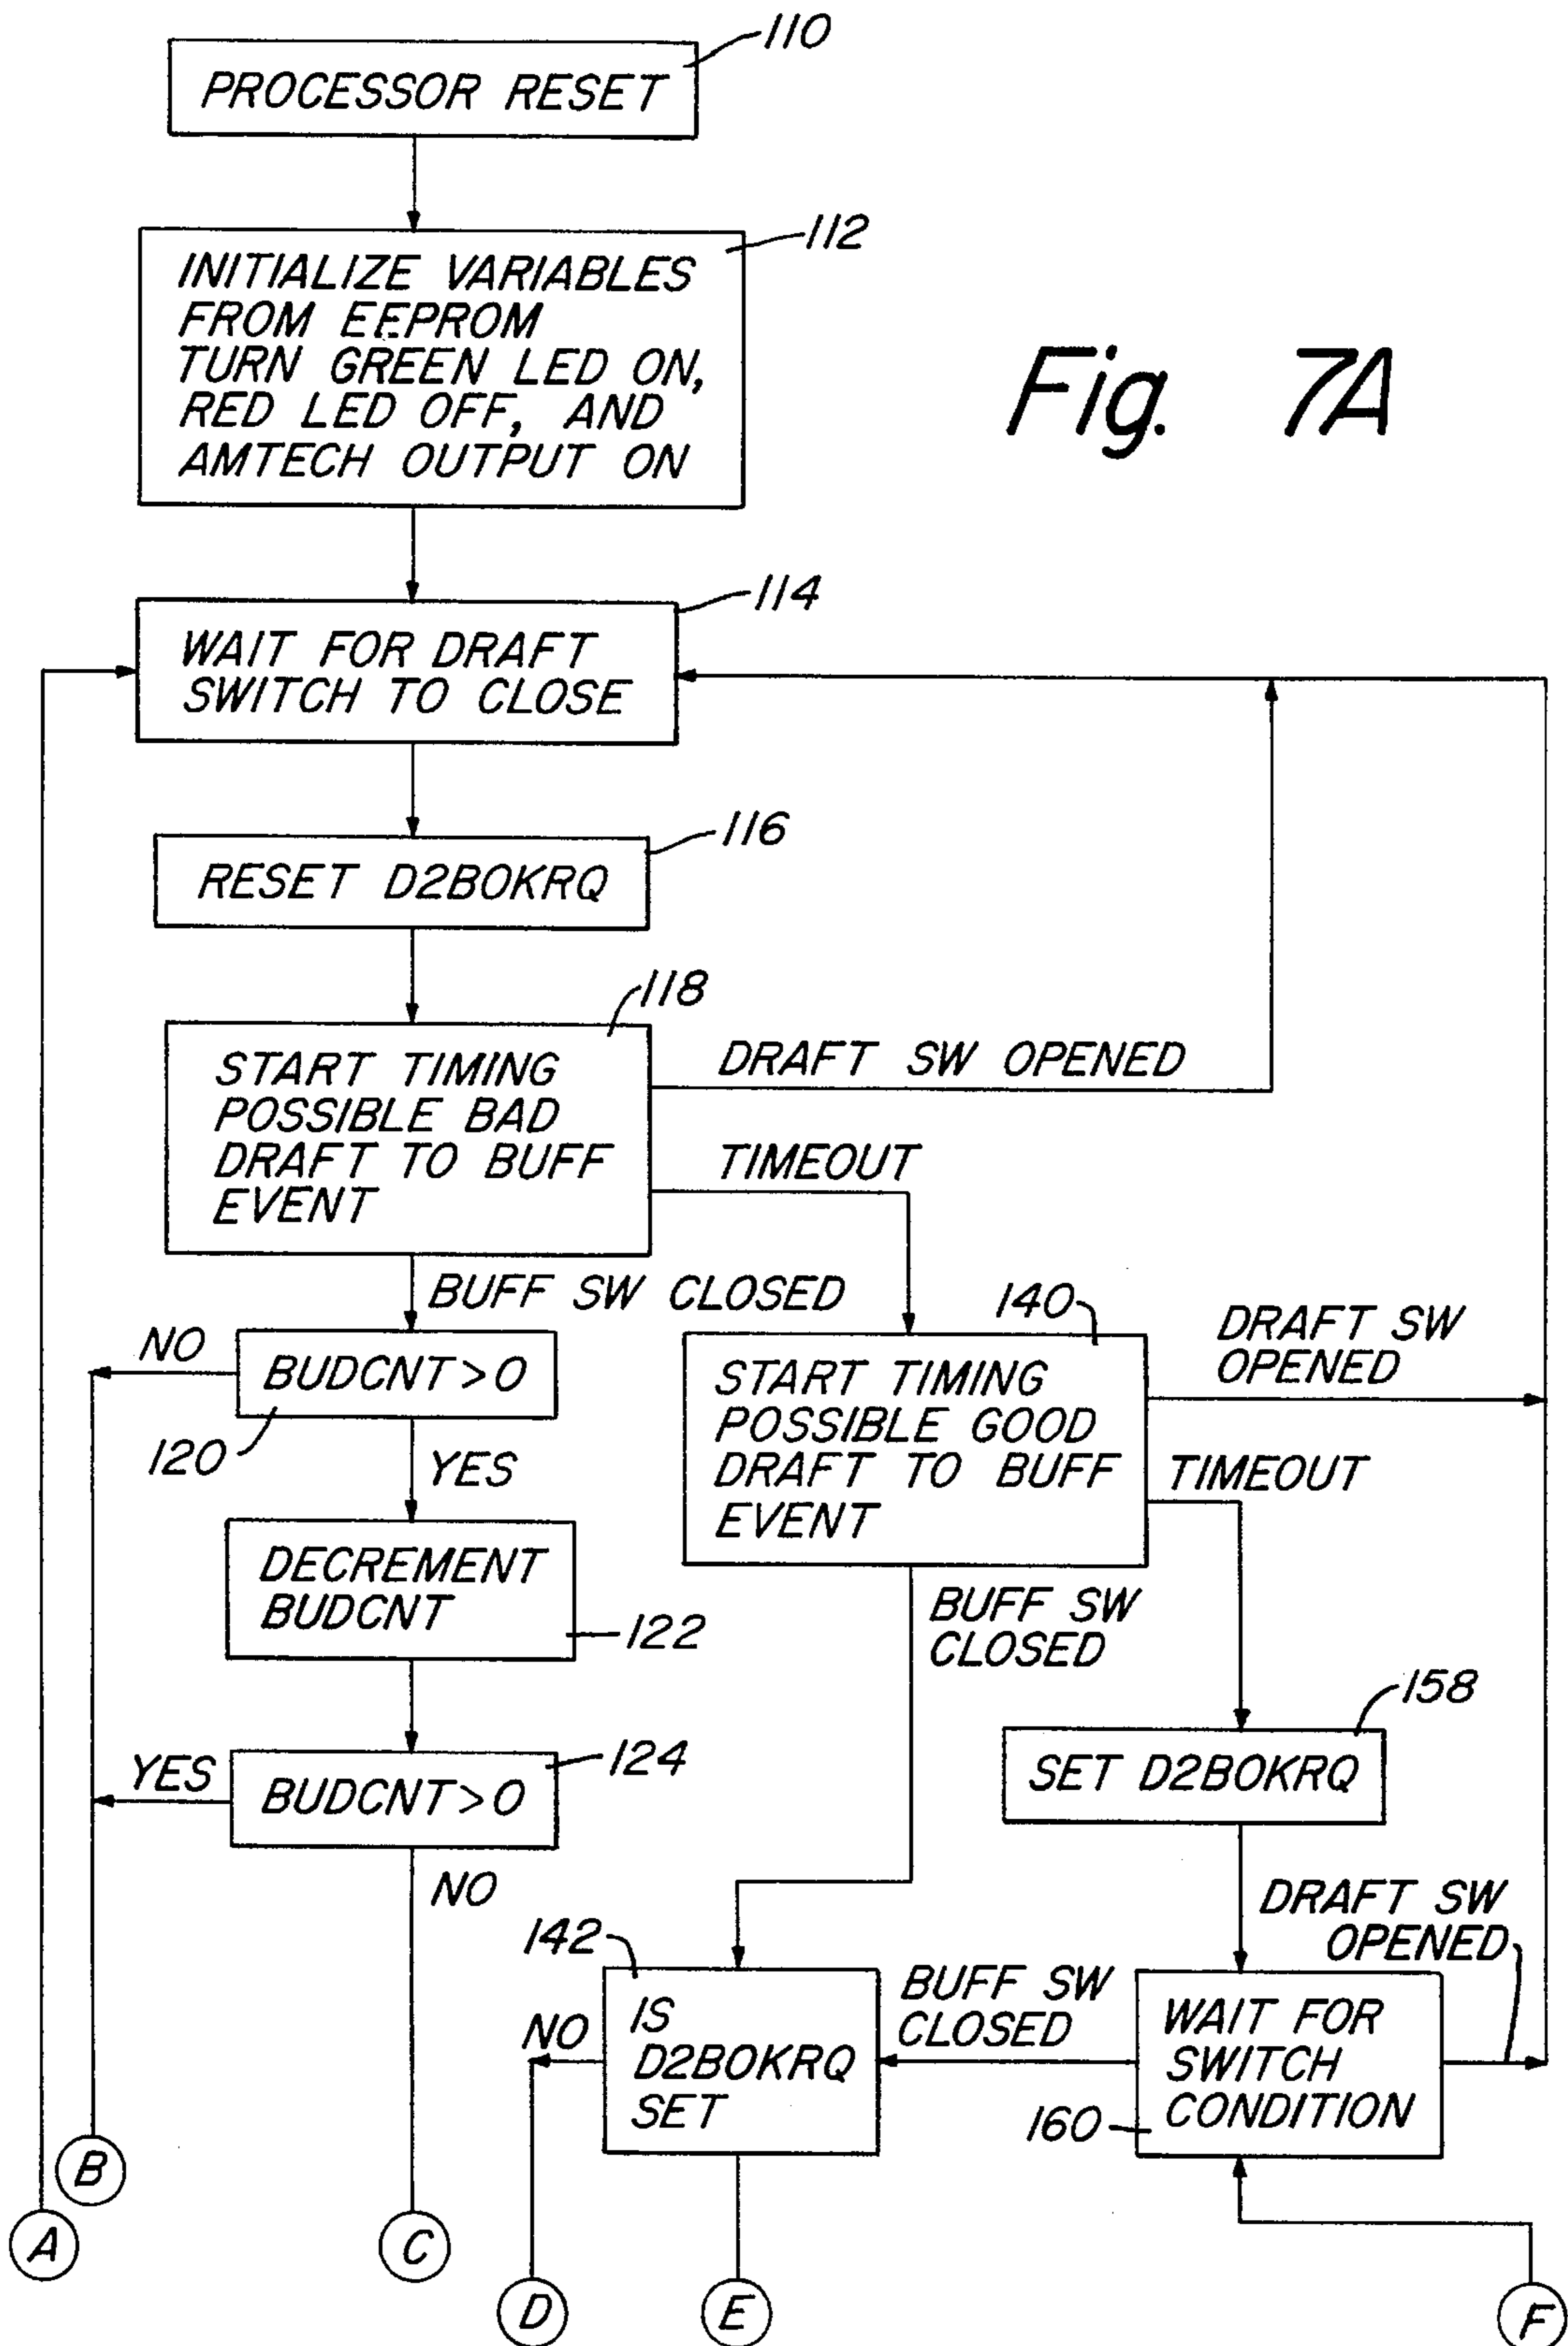 110
PROCESSOR RESET
112
INITIALIZE VARIABLES
FROM EEPROM
TURN GREEN LED ON,
RED LED OFF, AND
AMTECH OUTPUT ON
Fig. 7A
114
WAIT FOR DRAFT
SWITCH TO CLOSE
116
RESET D2BOKRQ
118
START TIMING
POSSIBLE BAD
DRAFT TO BUFF
EVENT
DRAFT SW OPENED
TIMEOUT
BUFF SW CLOSED
NO
BUDCNT>0
120
YES
140
START TIMING
POSSIBLE GOOD
DRAFT TO BUFF
EVENT
DRAFT SW
OPENED
TIMEOUT
DECREMENT
BUDCNT
122
BUFF SW
CLOSED
158
SET D2BOKRQ
YES
124
BUDCNT>0
NO
DRAFT SW
OPENED
142
IS
D2BOKRQ
SET
NO
BUFF SW
CLOSED
WAIT FOR
SWITCH
CONDITION
160
B
A
C
D
E
F